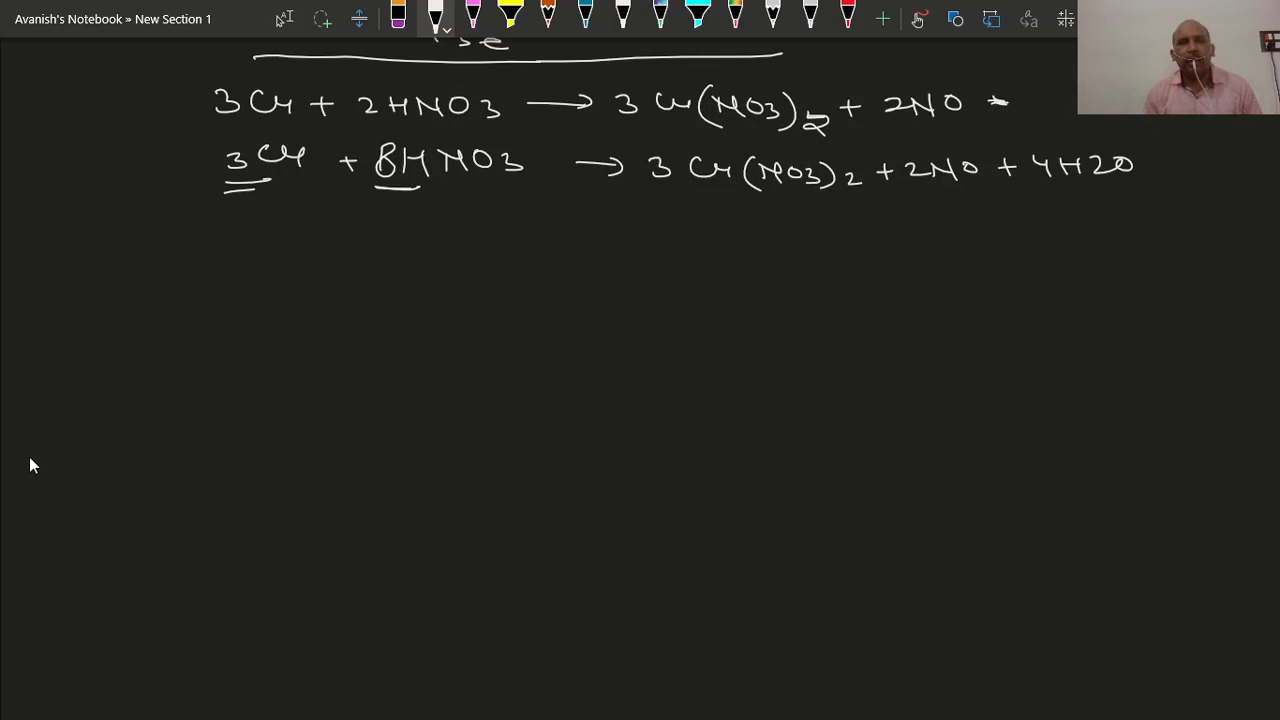 Avanish's Notebook » New Section 1
3Cu + 2HNO3 → 3Cu(NO3)2 + 2NO
3Cu + 8HNO3 → 3Cu(NO3)2 + 2NO + 4H2O